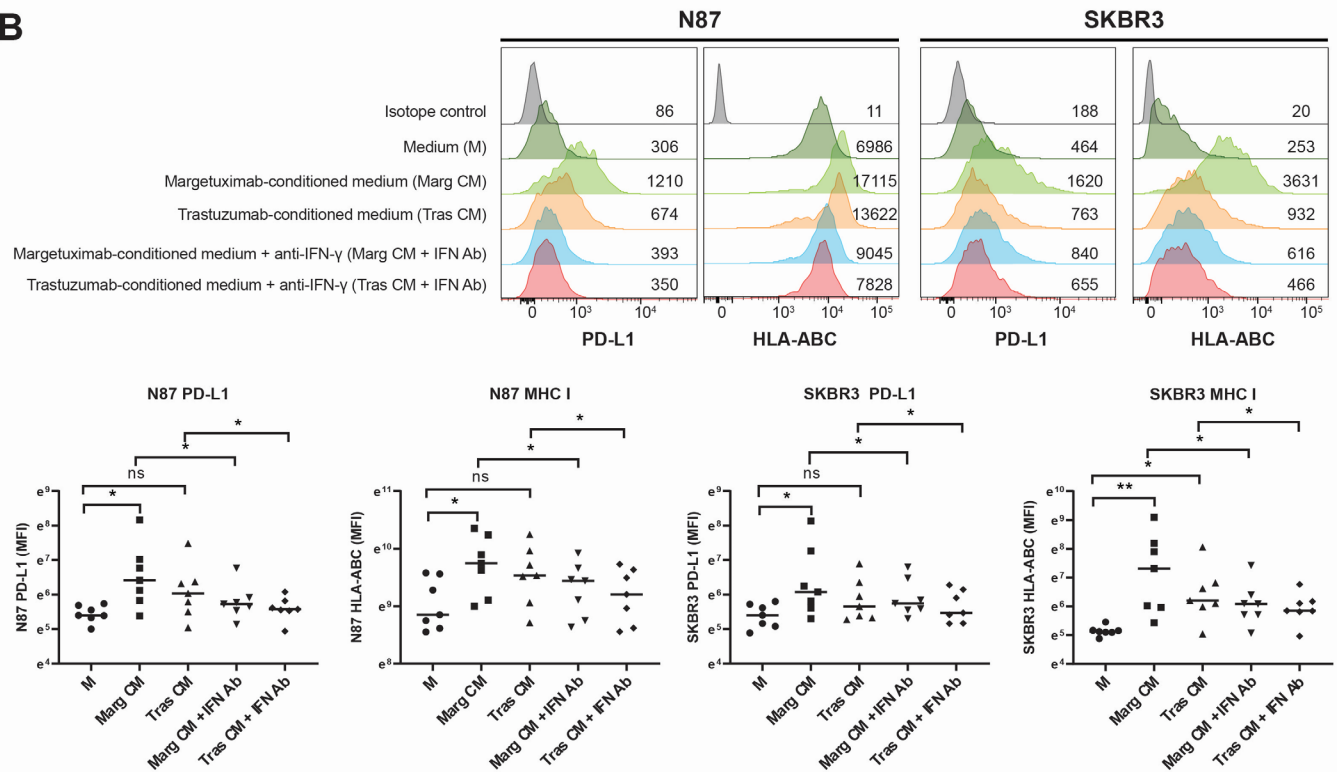 B
N87
SKBR3
Isotope control
86
11
188
20
Medium (M)
306
6986
464
253
Margetuximab-conditioned medium (Marg CM)
1210
17115
1620
3631
Trastuzumab-conditioned medium (Tras CM)
674
13622
763
932
Margetuximab-conditioned medium + anti-IFN-γ (Marg CM + IFN Ab)
393
9045
840
616
Trastuzumab-conditioned medium + anti-IFN-γ (Tras CM + IFN Ab)
350
7828
655
466
0 10³ 10⁴
0 10³ 10⁴ 10⁵
0 10³ 10⁴
0 10³ 10⁴ 10⁵
PD-L1
HLA-ABC
PD-L1
HLA-ABC
N87 PD-L1
*
*
ns
*
e⁹
e⁸
e⁷
e⁶
e⁵
e⁴
N87 PD-L1 (MFI)
M
Marg CM
Tras CM
Marg CM + IFN Ab
Tras CM + IFN Ab
N87 MHC I
*
*
ns
*
e¹¹
e¹⁰
e⁹
e⁸
N87 HLA-ABC (MFI)
M
Marg CM
Tras CM
Marg CM + IFN Ab
Tras CM + IFN Ab
SKBR3 PD-L1
*
*
ns
*
e⁹
e⁸
e⁷
e⁶
e⁵
e⁴
SKBR3 PD-L1 (MFI)
M
Marg CM
Tras CM
Marg CM + IFN Ab
Tras CM + IFN Ab
SKBR3 MHC I
*
*
*
**
e¹⁰
e⁹
e⁸
e⁷
e⁶
e⁵
e⁴
SKBR3 HLA-ABC (MFI)
M
Marg CM
Tras CM
Marg CM + IFN Ab
Tras CM + IFN Ab